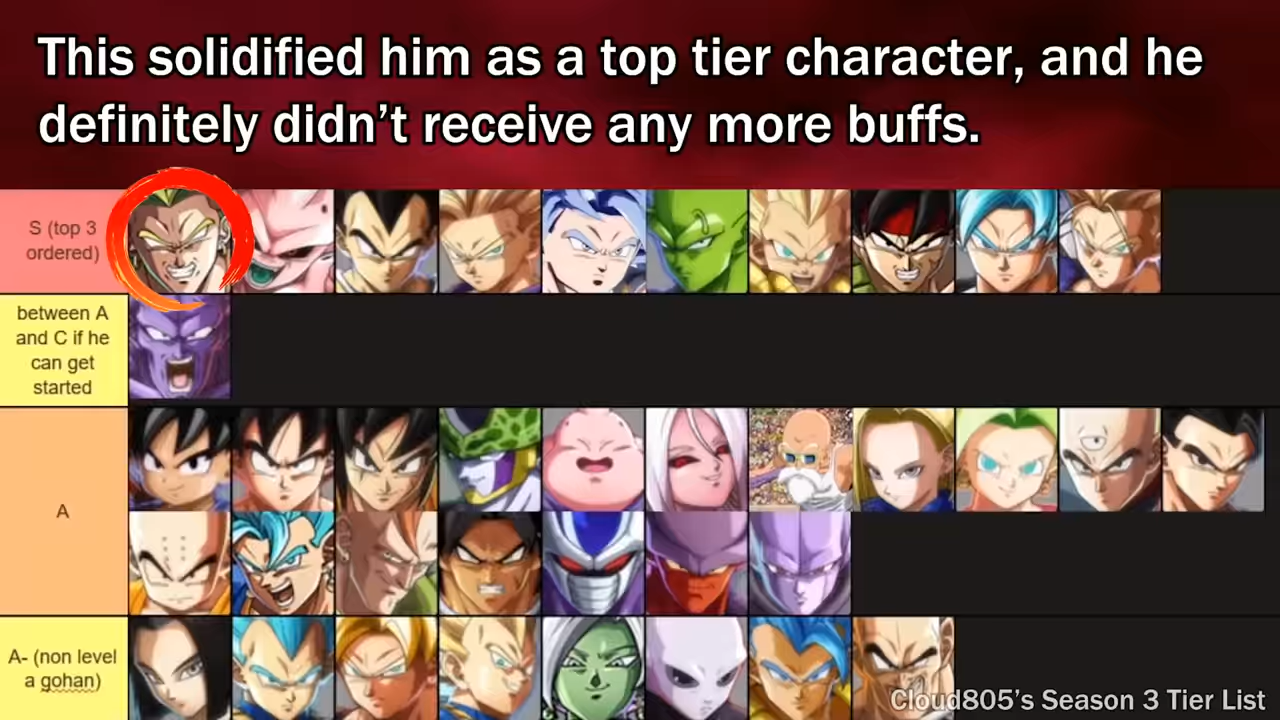 This solidified him as a top tier character, and he
definitely didn't receive any more buffs.
S (top 3
ordered)
between A
and C if he
can get
started
A
A- (non level
a gohan)
Cloud805's Season 3 Tier List